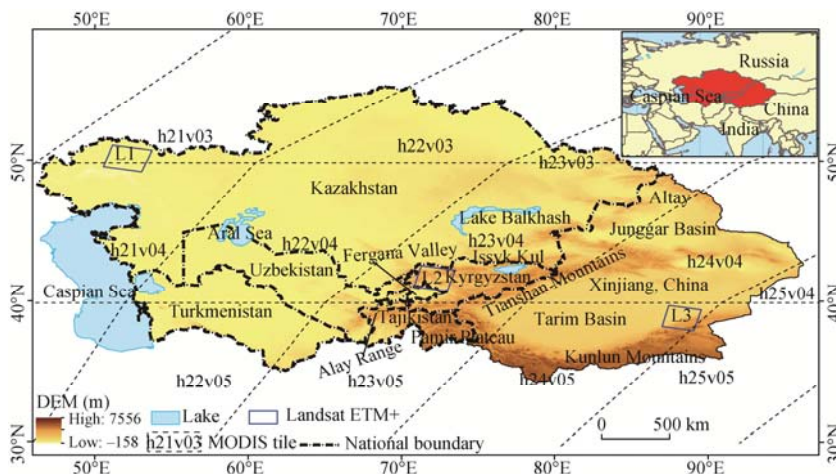 50°E 60°E 70°E 80°E 90°E
Russia
Caspian Sea
China
India
h21v03
L1
h22v03
h23v03
50°N
50°N
Kazakhstan
Altay
Lake Balkhash
Junggar Basin
Aral Sea
h21v04
h22v04
Fergana Valley
h23v04
Issyk Kul
h24v04
Uzbekistan
L2
Kyrgyzstan
Tianshan Mountains
Xinjiang, China
Caspian Sea
h25v04
40°N
40°N
Turkmenistan
Tajikistan
Tarim Basin
L3
Pamir Plateau
Alay Range
Kunlun Mountains
h22v05
h23v05
h24v05
h25v05
DEM (m)
High: 7556
Low: –158
Lake
Landsat ETM+
h21v03 MODIS tile
National boundary
0 500 km
30°N
30°N
50°E 60°E 70°E 80°E 90°E